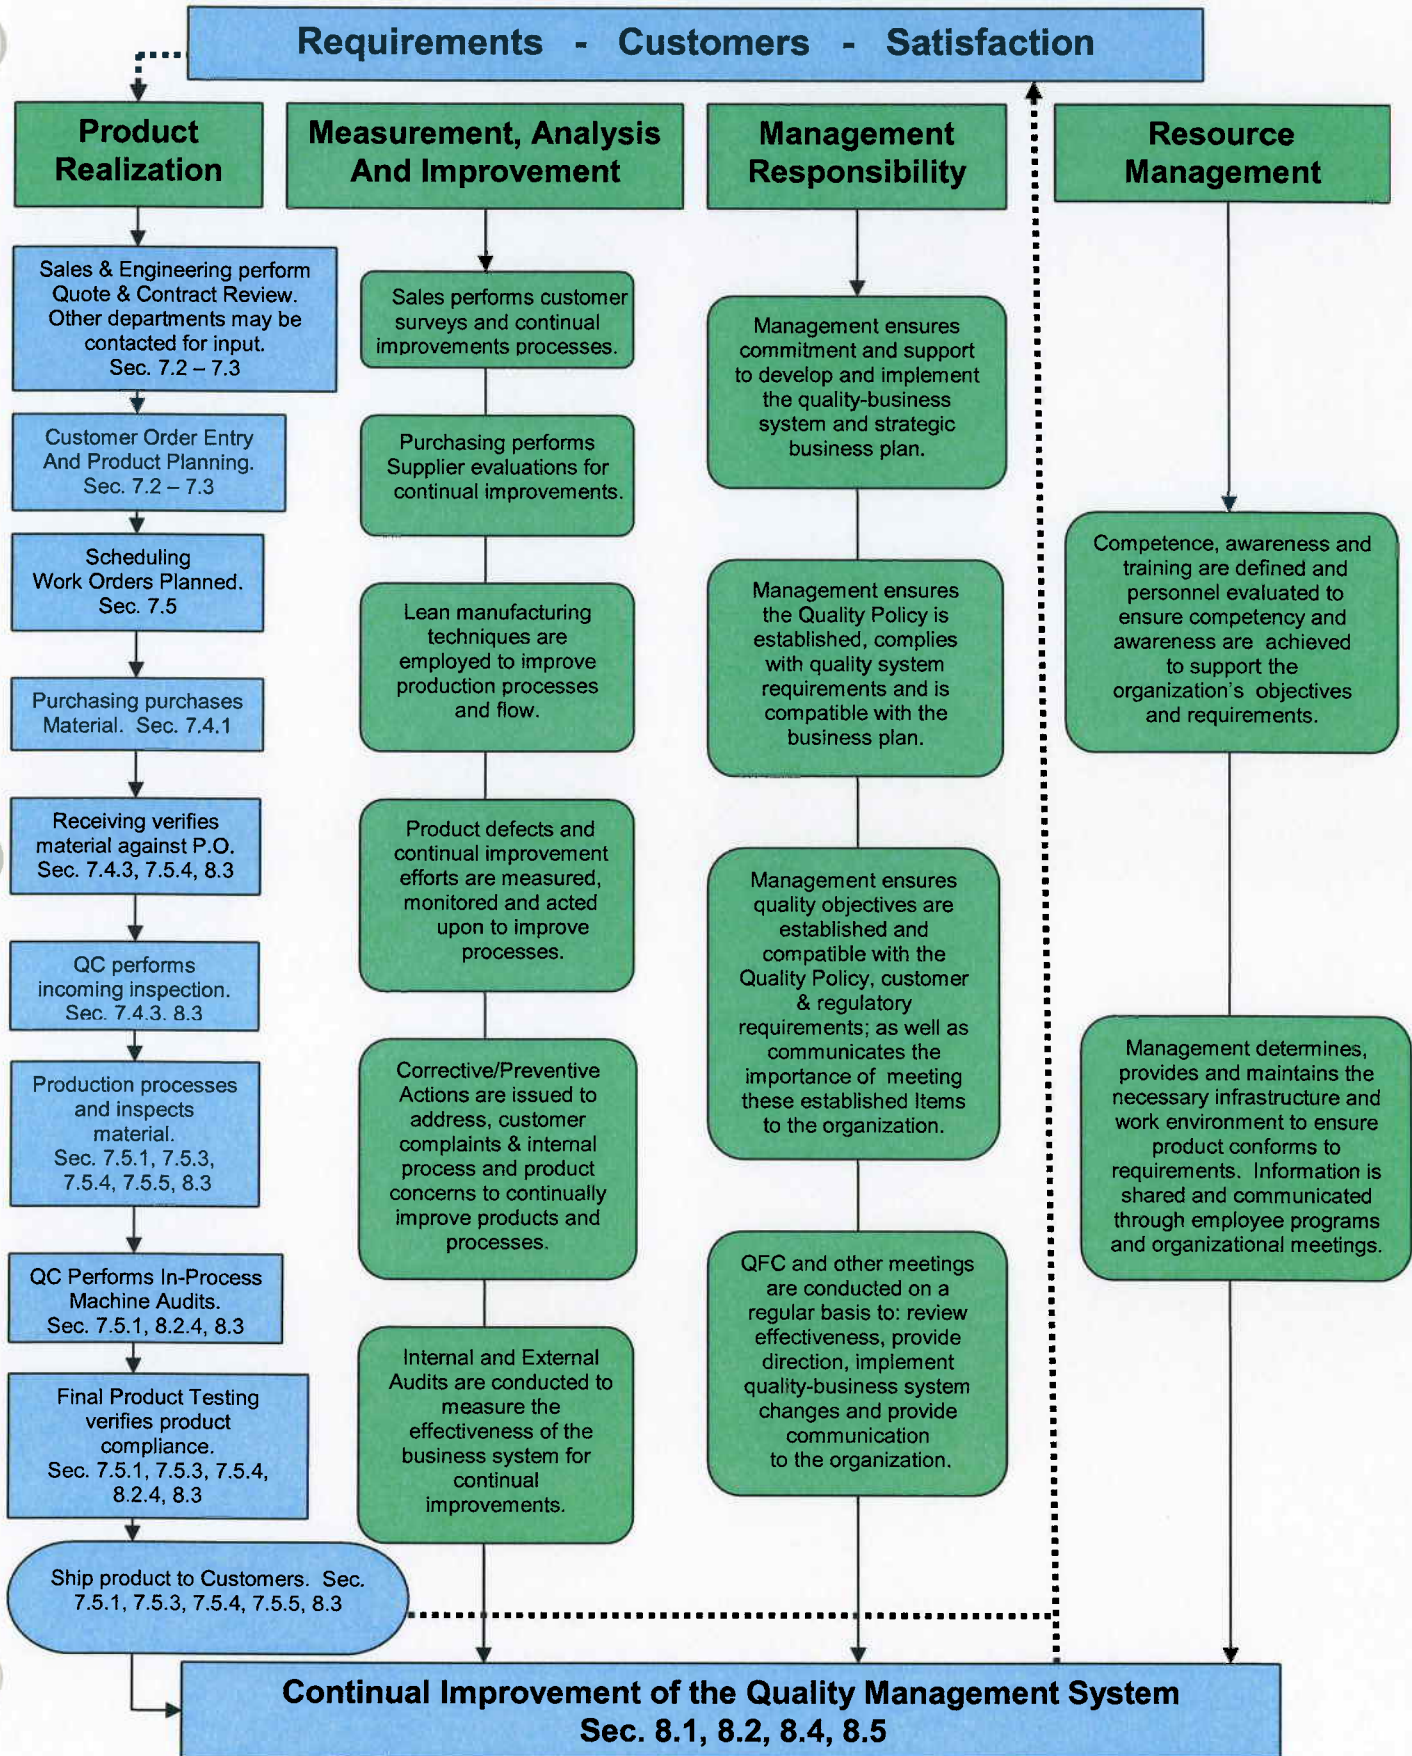 Requirements - Customers - Satisfaction
Product
Realization
Sales & Engineering perform
Quote & Contract Review.
Other departments may be
contacted for input.
Sec. 7.2 – 7.3
Customer Order Entry
And Product Planning.
Sec. 7.2 – 7.3
Scheduling
Work Orders Planned.
Sec. 7.5
Purchasing purchases
Material. Sec. 7.4.1
Receiving verifies
material against P.O.
Sec. 7.4.3, 7.5.4, 8.3
QC performs
incoming inspection.
Sec. 7.4.3. 8.3
Production processes
and inspects
material.
Sec. 7.5.1, 7.5.3,
7.5.4, 7.5.5, 8.3
QC Performs In-Process
Machine Audits.
Sec. 7.5.1, 8.2.4, 8.3
Final Product Testing
verifies product
compliance.
Sec. 7.5.1, 7.5.3, 7.5.4,
8.2.4, 8.3
Ship product to Customers. Sec.
7.5.1, 7.5.3, 7.5.4, 7.5.5, 8.3
Measurement, Analysis
And Improvement
Sales performs customer
surveys and continual
improvements processes.
Purchasing performs
Supplier evaluations for
continual improvements.
Lean manufacturing
techniques are
employed to improve
production processes
and flow.
Product defects and
continual improvement
efforts are measured,
monitored and acted
upon to improve
processes.
Corrective/Preventive
Actions are issued to
address, customer
complaints & internal
process and product
concerns to continually
improve products and
processes.
Internal and External
Audits are conducted to
measure the
effectiveness of the
business system for
continual
improvements.
Management
Responsibility
Management ensures
commitment and support
to develop and implement
the quality-business
system and strategic
business plan.
Management ensures
the Quality Policy is
established, complies
with quality system
requirements and is
compatible with the
business plan.
Management ensures
quality objectives are
established and
compatible with the
Quality Policy, customer
& regulatory
requirements; as well as
communicates the
importance of meeting
these established Items
to the organization.
QFC and other meetings
are conducted on a
regular basis to: review
effectiveness, provide
direction, implement
quality-business system
changes and provide
communication
to the organization.
Resource
Management
Competence, awareness and
training are defined and
personnel evaluated to
ensure competency and
awareness are achieved
to support the
organization's objectives
and requirements.
Management determines,
provides and maintains the
necessary infrastructure and
work environment to ensure
product conforms to
requirements. Information is
shared and communicated
through employee programs
and organizational meetings.
Continual Improvement of the Quality Management System
Sec. 8.1, 8.2, 8.4, 8.5